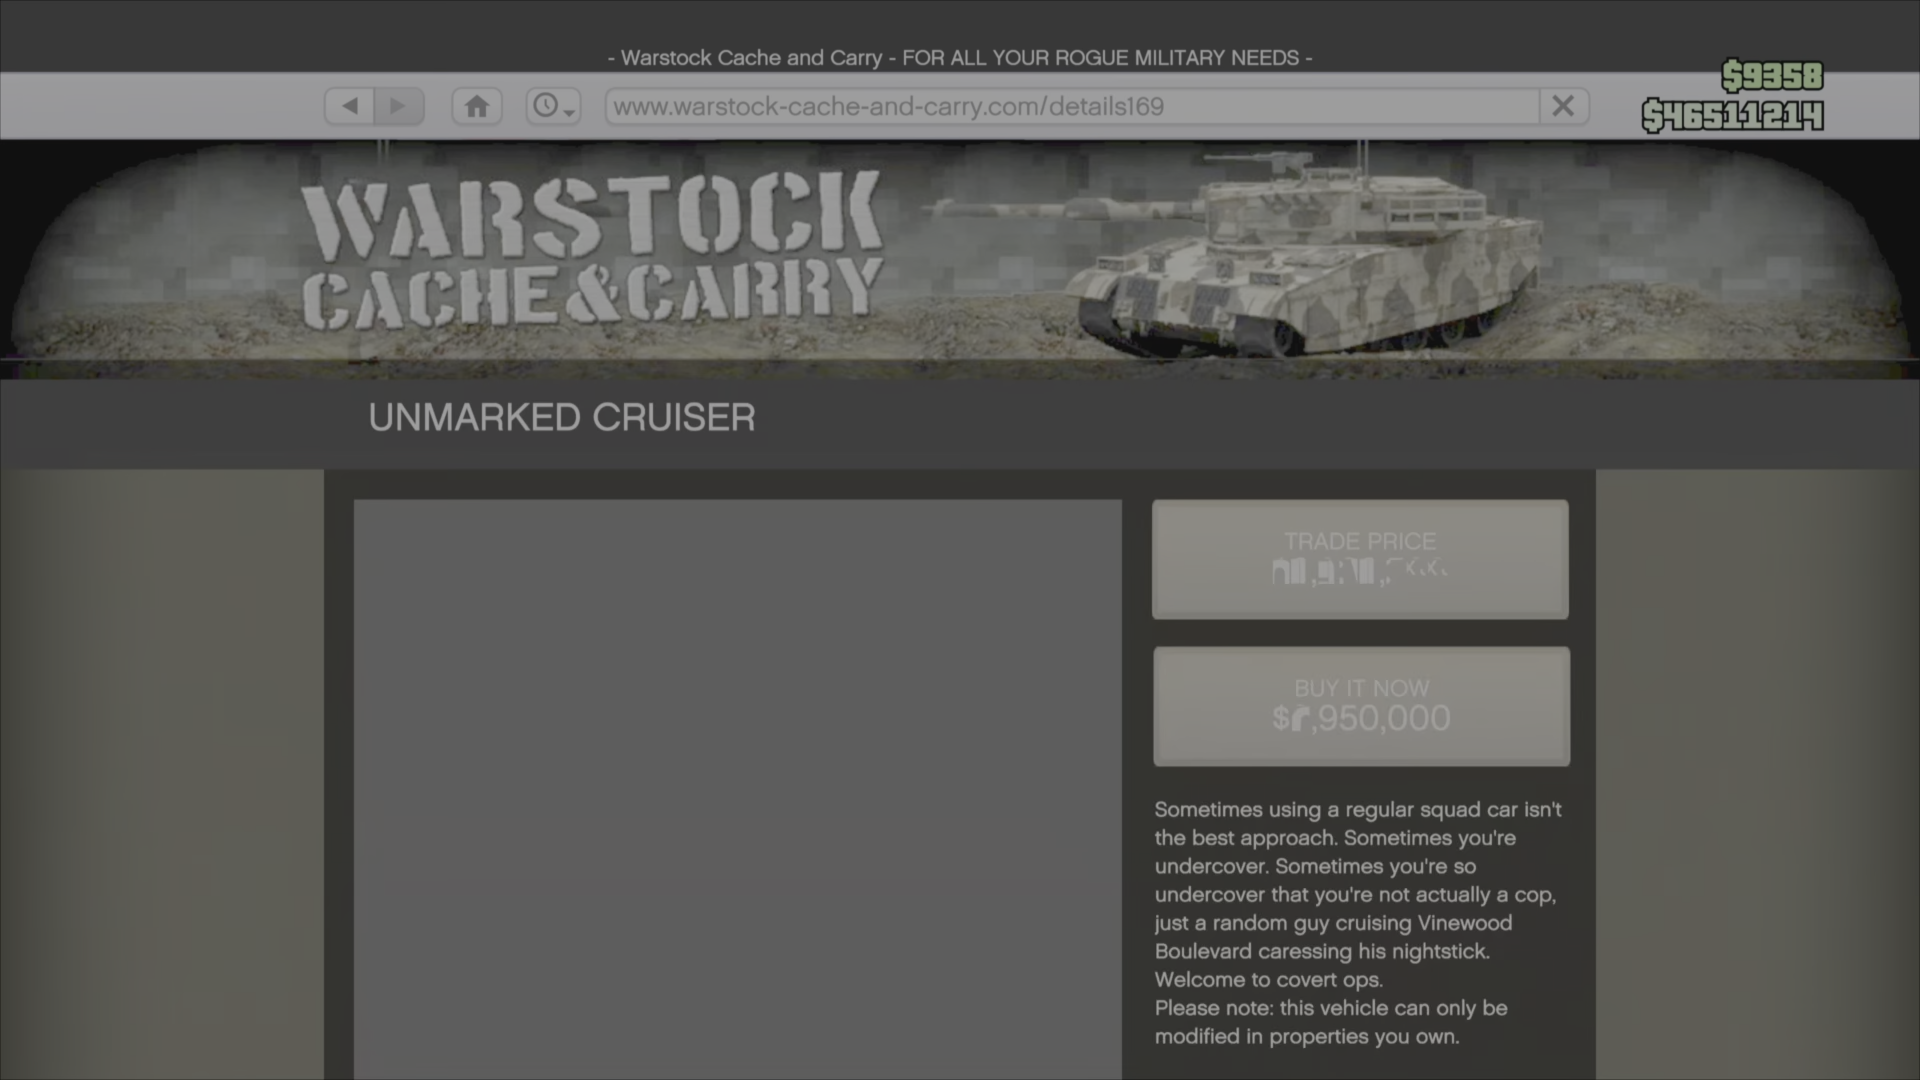 - Warstock Cache and Carry - FOR ALL YOUR ROGUE MILITARY NEEDS -
$9358
www.warstock-cache-and-carry.com/details169
$46511214
WARSTOCK
CACHE&CARRY
UNMARKED CRUISER
TRADE PRICE
BUY IT NOW
Sometimes using a regular squad car isn't
the best approach. Sometimes you're
undercover. Sometimes you're so
undercover that you're not actually a cop,
just a random guy cruising Vinewood
Boulevard caressing his nightstick.
Welcome to covert ops.
Please note: this vehicle can only be
modified in properties you own.